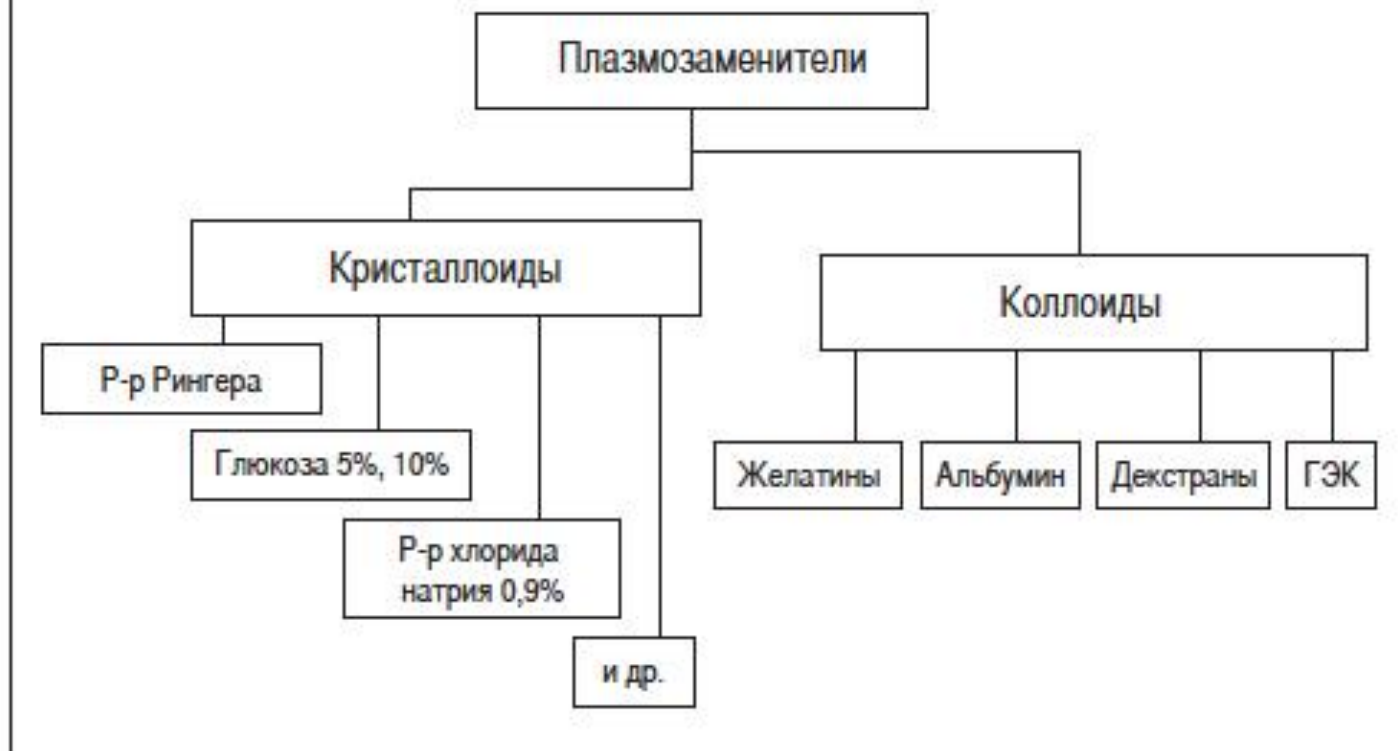 Плазмозаменители
Кристаллоиды
Коллоиды
Р-р Рингера
Глюкоза 5%, 10%
Р-р хлорида
натрия 0,9%
и др.
Желатины
Альбумин
Декстраны
ГЭК